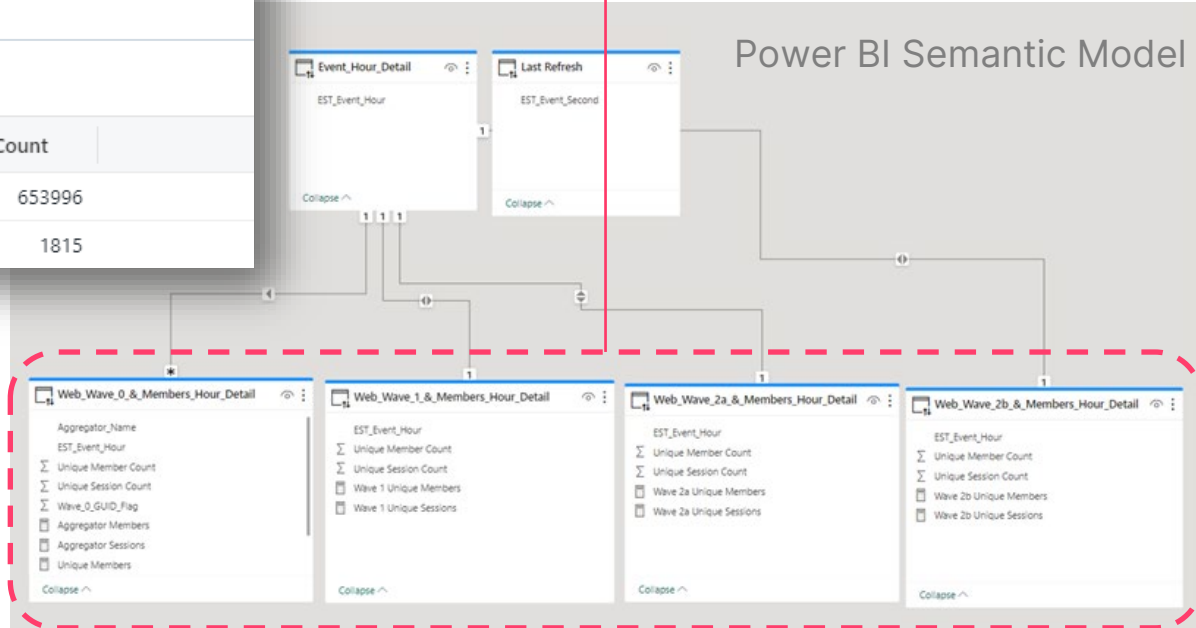 Power BI Semantic Model
Count
653996
1815
Event_Hour_Detail
EST_Event_Hour
Collapse
Last Refresh
EST_Event_Second
Collapse
1
1 1 1
*
1
1
1
Web_Wave_0_&_Members_Hour_Detail
Aggregator_Name
EST_Event_Hour
Σ Unique Member Count
Σ Unique Session Count
Σ Wave_0_GUID_Flag
Aggregator Members
Aggregator Sessions
Unique Members
Collapse
Web_Wave_1_&_Members_Hour_Detail
EST_Event_Hour
Σ Unique Member Count
Σ Unique Session Count
Wave 1 Unique Members
Wave 1 Unique Sessions
Collapse
Web_Wave_2a_&_Members_Hour_Detail
EST_Event_Hour
Σ Unique Member Count
Σ Unique Session Count
Wave 2a Unique Members
Wave 2a Unique Sessions
Collapse
Web_Wave_2b_&_Members_Hour_Detail
EST_Event_Hour
Σ Unique Member Count
Σ Unique Session Count
Wave 2b Unique Members
Wave 2b Unique Sessions
Collapse